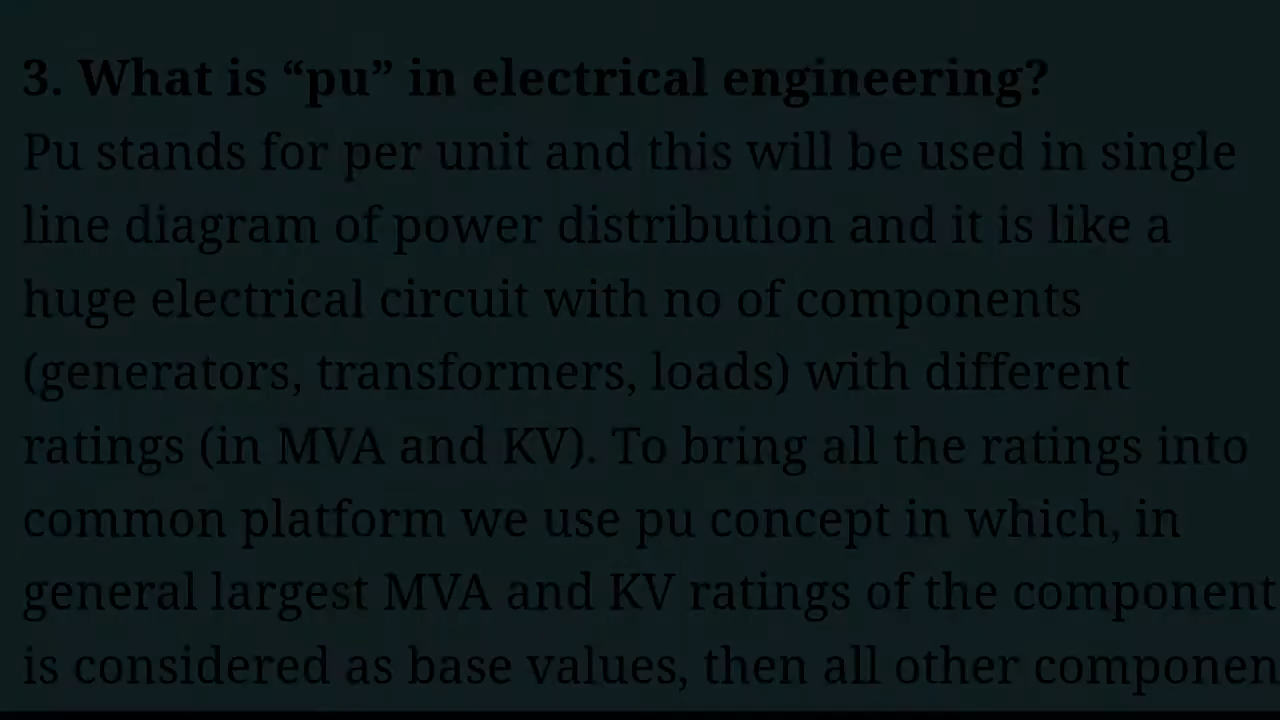 3. What is “pu” in electrical engineering?
Pu stands for per unit and this will be used in single
line diagram of power distribution and it is like a
huge electrical circuit with no of components
(generators, transformers, loads) with different
ratings (in MVA and KV). To bring all the ratings into
common platform we use pu concept in which, in
general largest MVA and KV ratings of the component
is considered as base values, then all other componen